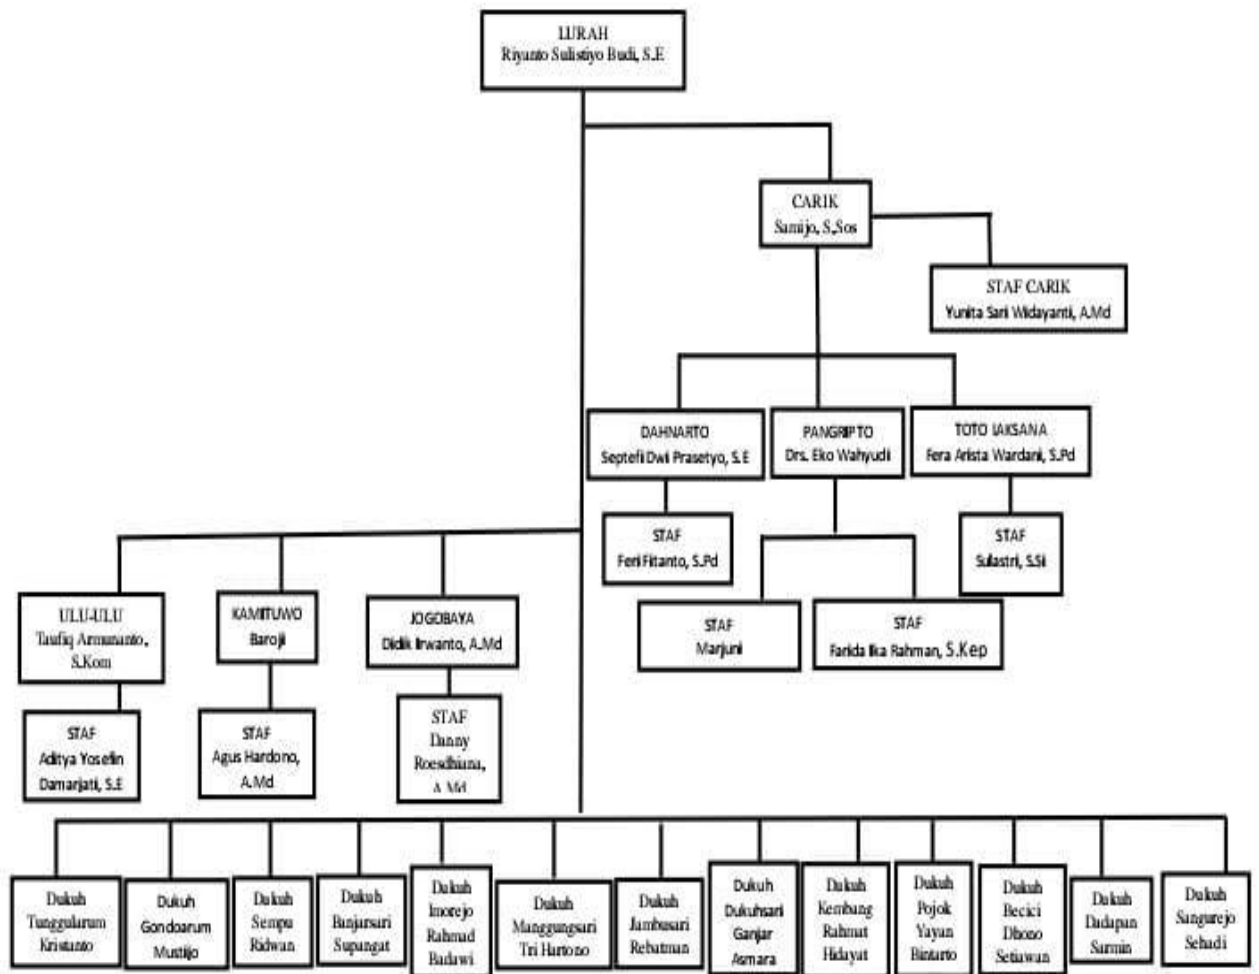 LURAH
Riyanto Sulistiyo Budi, S.E
CARIK
Samijo, S.Sos
STAF CARIK
Yunita Sari Widayanti, A.Md
DAHNARTO
Septefi Dwi Prasetyo, S.E
PANGRIPTO
Drs. Eko Wahyudi
TOTO LAKSANA
Fera Arista Wardani, S.Pd
STAF
Feri Fitanto, S.Pd
STAF
Sulastri, S.Si
STAF
Marjuni
STAF
Farida Ika Rahman, S.Kep
ULU-ULU
Taufiq Armunanto,
S.Kom
KAMITUWO
Baroji
JOGOBAYA
Didik Irwanto, A.Md
STAF
Aditya Yosefin
Damarjati, S.E
STAF
Agus Hardono,
A.Md
STAF
Danny
Roesdhiana,
A.Md
Dukuh
Tunggularum
Kristanto
Dukuh
Gondoarum
Mustijo
Dukuh
Sempu
Ridwan
Dukuh
Banjarsari
Supangat
Dukuh
Imorejo
Rahmad
Badawi
Dukuh
Manggungsari
Tri Hartono
Dukuh
Jambusari
Rebatman
Dukuh
Dukuhsari
Ganjar
Asmara
Dukuh
Kembang
Rahmat
Hidayat
Dukuh
Pojok
Yayan
Bintarto
Dukuh
Becici
Dhono
Setiawan
Dukuh
Dadapan
Sarmin
Dukuh
Sangurejo
Sehadi